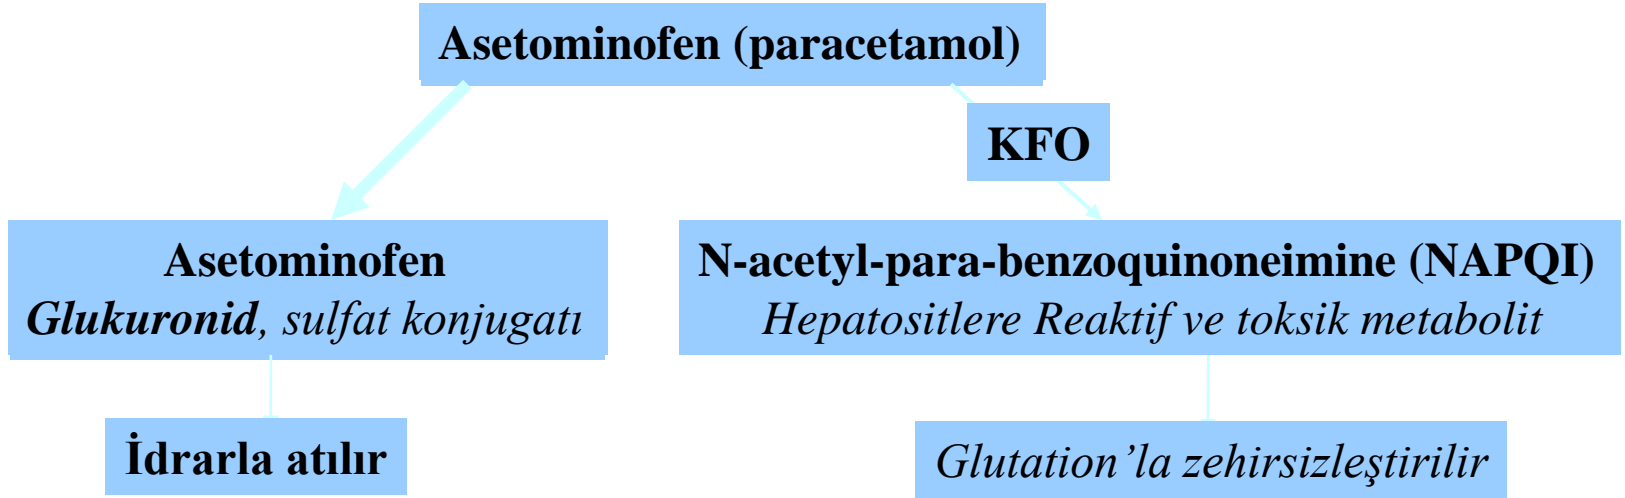 Asetominofen (paracetamol)
KFO
Asetominofen
Glukuronid, sulfat konjugatı
N-acetyl-para-benzoquinoneimine (NAPQI)
Hepatositlere Reaktif ve toksik metabolit
İdrarla atılır
Glutation’la zehirsizleştirilir